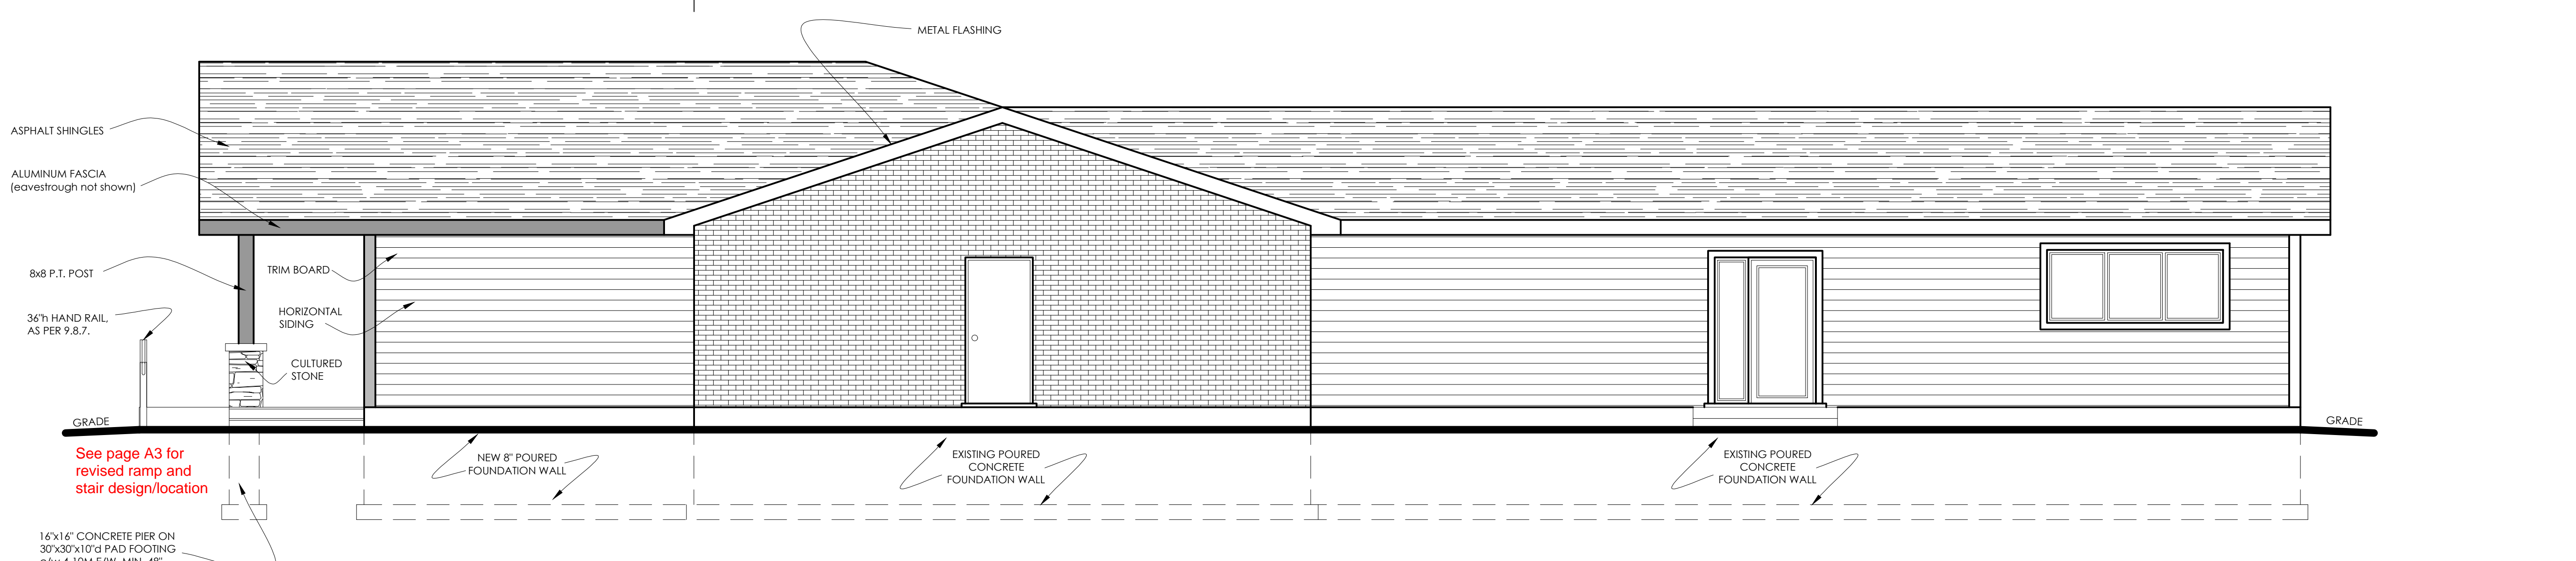 METAL FLASHING
ASPHALT SHINGLES
ALUMINUM FASCIA
(eavestrough not shown)
8x8 P.T. POST
TRIM BOARD
HORIZONTAL
SIDING
36"h HAND RAIL,
AS PER 9.8.7.
CULTURED
STONE
GRADE
GRADE
See page A3 for
revised ramp and
stair design/location
NEW 8" POURED
FOUNDATION WALL
EXISTING POURED
CONCRETE
FOUNDATION WALL
EXISTING POURED
CONCRETE
FOUNDATION WALL
16"x16" CONCRETE PIER ON
30"x30"x10"d PAD FOOTING